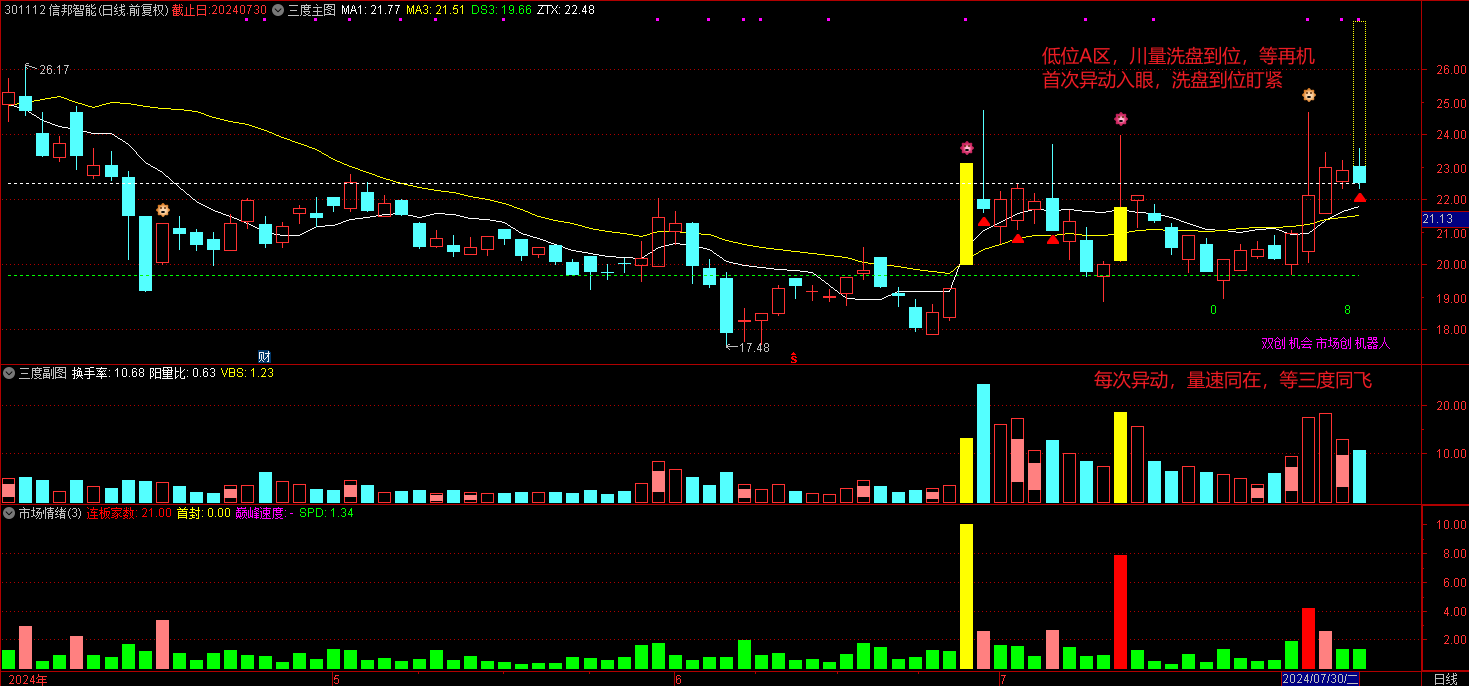 301112 信邦智能(日线.前复权) 截止日:20240730 三度主图 MA1: 21.77 MA3: 21.51 DS3: 19.66 ZTX: 22.48
低位A区，川量洗盘到位，等再机
首次异动入眼，洗盘到位盯紧
26.17
26.00
25.00
24.00
23.00
22.00
21.13
21.00
20.00
19.00
18.00
0
8
17.48
双创 机会 市场创 机器人
财
三度副图 换手率: 10.68 阳量比: 0.63 VBS: 1.23
每次异动，量速同在，等三度同飞
20.00
10.00
市场情绪(3) 连板家数: 21.00 首封: 0.00 巅峰速度: - SPD: 1.34
10.00
8.00
6.00
4.00
2.00
2024年
5
6
7
2024/07/30/二
日线